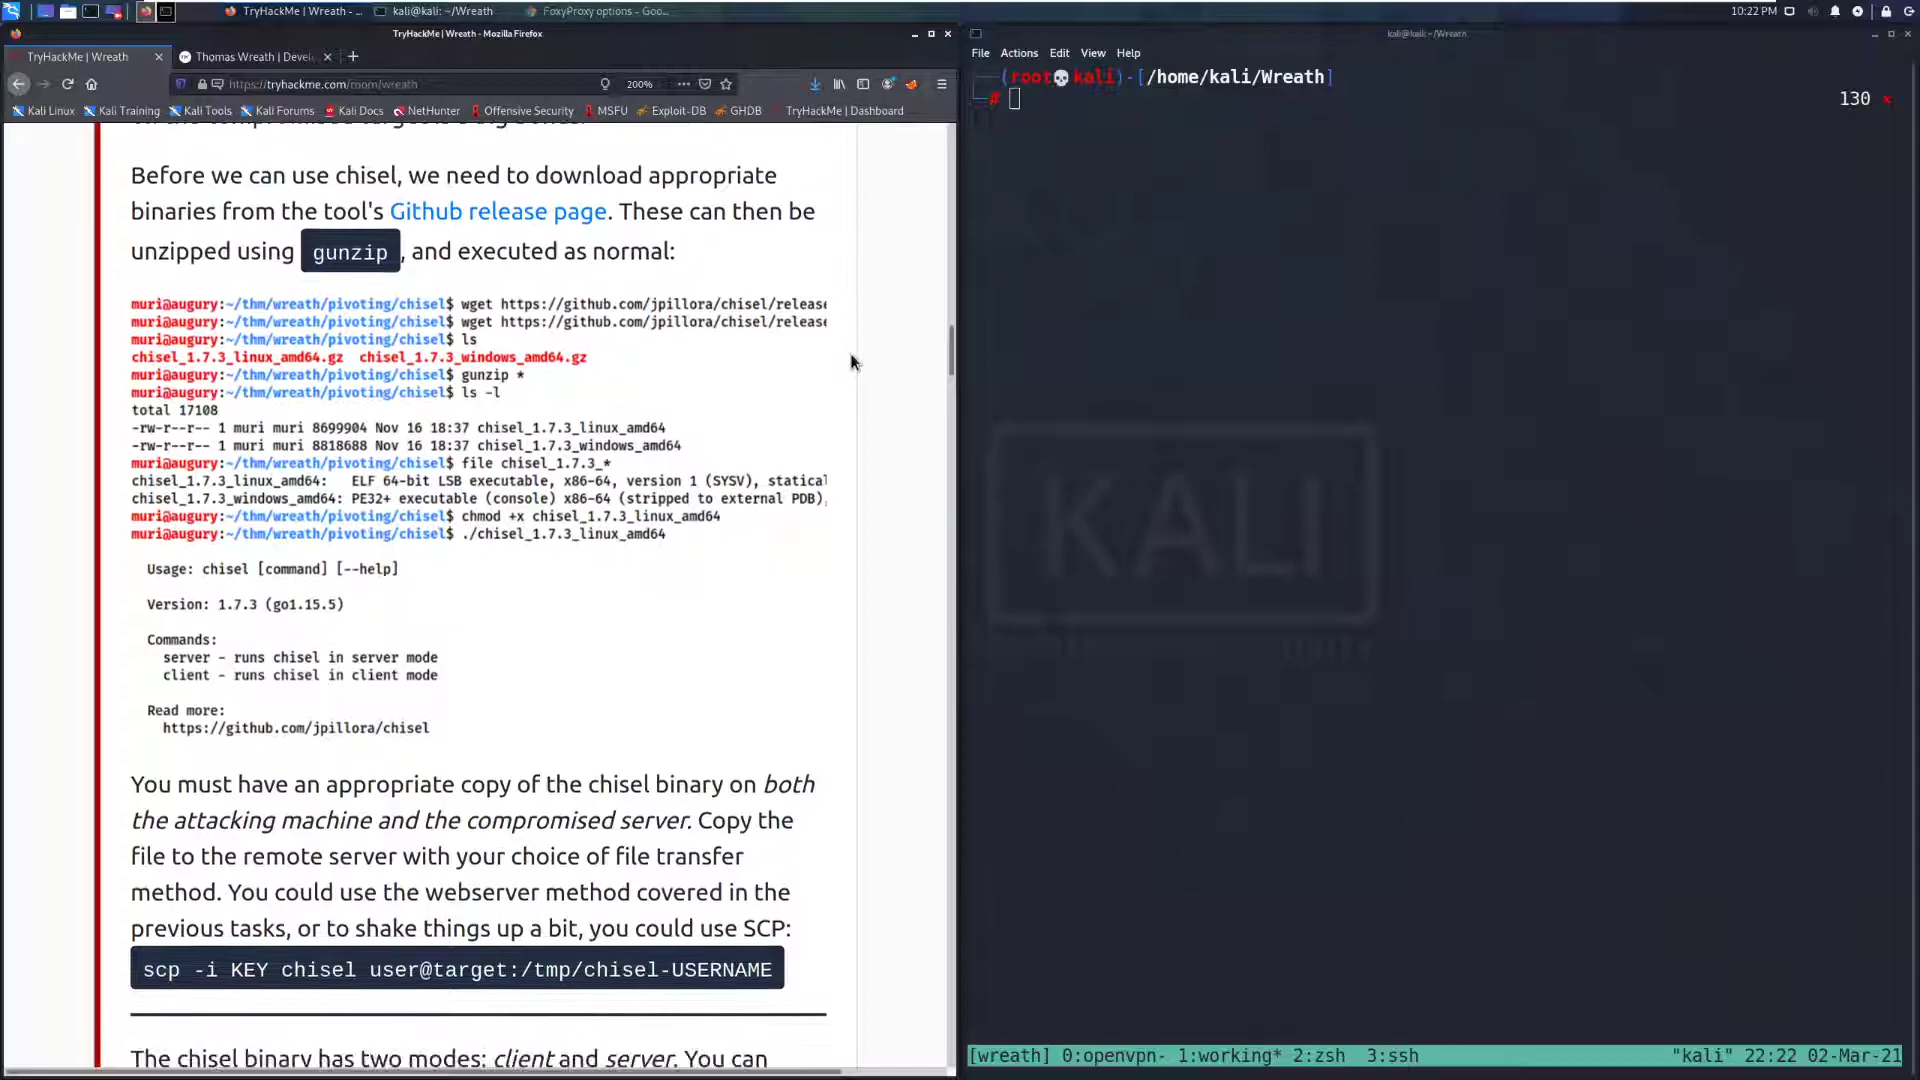 TryHackMe | Wreath - ...
kali@kali: ~/Wreath
FoxyProxy options - Goo...
10:22 PM
TryHackMe | Wreath - Mozilla Firefox
kali@kali: ~/Wreath
TryHackMe | Wreath
Thomas Wreath | Devel
File Actions Edit View Help
https://tryhackme.com/room/wreath
200%
(root kali)-[/home/kali/Wreath]
#
130
Kali Linux Kali Training Kali Tools Kali Forums Kali Docs NetHunter Offensive Security MSFU Exploit-DB GHDB TryHackMe | Dashboard
Before we can use chisel, we need to download appropriate
binaries from the tool's Github release page. These can then be
unzipped using gunzip , and executed as normal:
muri@augury:~/thm/wreath/pivoting/chisel$ wget https://github.com/jpillora/chisel/release
muri@augury:~/thm/wreath/pivoting/chisel$ wget https://github.com/jpillora/chisel/release
muri@augury:~/thm/wreath/pivoting/chisel$ ls
chisel_1.7.3_linux_amd64.gz chisel_1.7.3_windows_amd64.gz
muri@augury:~/thm/wreath/pivoting/chisel$ gunzip *
muri@augury:~/thm/wreath/pivoting/chisel$ ls -l
total 17108
-rw-r--r-- 1 muri muri 8699904 Nov 16 18:37 chisel_1.7.3_linux_amd64
-rw-r--r-- 1 muri muri 8818688 Nov 16 18:37 chisel_1.7.3_windows_amd64
muri@augury:~/thm/wreath/pivoting/chisel$ file chisel_1.7.3_*
chisel_1.7.3_linux_amd64: ELF 64-bit LSB executable, x86-64, version 1 (SYSV), statical
chisel_1.7.3_windows_amd64: PE32+ executable (console) x86-64 (stripped to external PDB),
muri@augury:~/thm/wreath/pivoting/chisel$ chmod +x chisel_1.7.3_linux_amd64
muri@augury:~/thm/wreath/pivoting/chisel$ ./chisel_1.7.3_linux_amd64
Usage: chisel [command] [--help]
Version: 1.7.3 (go1.15.5)
Commands:
server - runs chisel in server mode
client - runs chisel in client mode
Read more:
https://github.com/jpillora/chisel
KALI
You must have an appropriate copy of the chisel binary on both
the attacking machine and the compromised server. Copy the
file to the remote server with your choice of file transfer
method. You could use the webserver method covered in the
previous tasks, or to shake things up a bit, you could use SCP:
scp -i KEY chisel user@target:/tmp/chisel-USERNAME
The chisel binary has two modes: client and server. You can
[wreath] 0:openvpn- 1:working* 2:zsh 3:ssh
"kali" 22:22 02-Mar-21